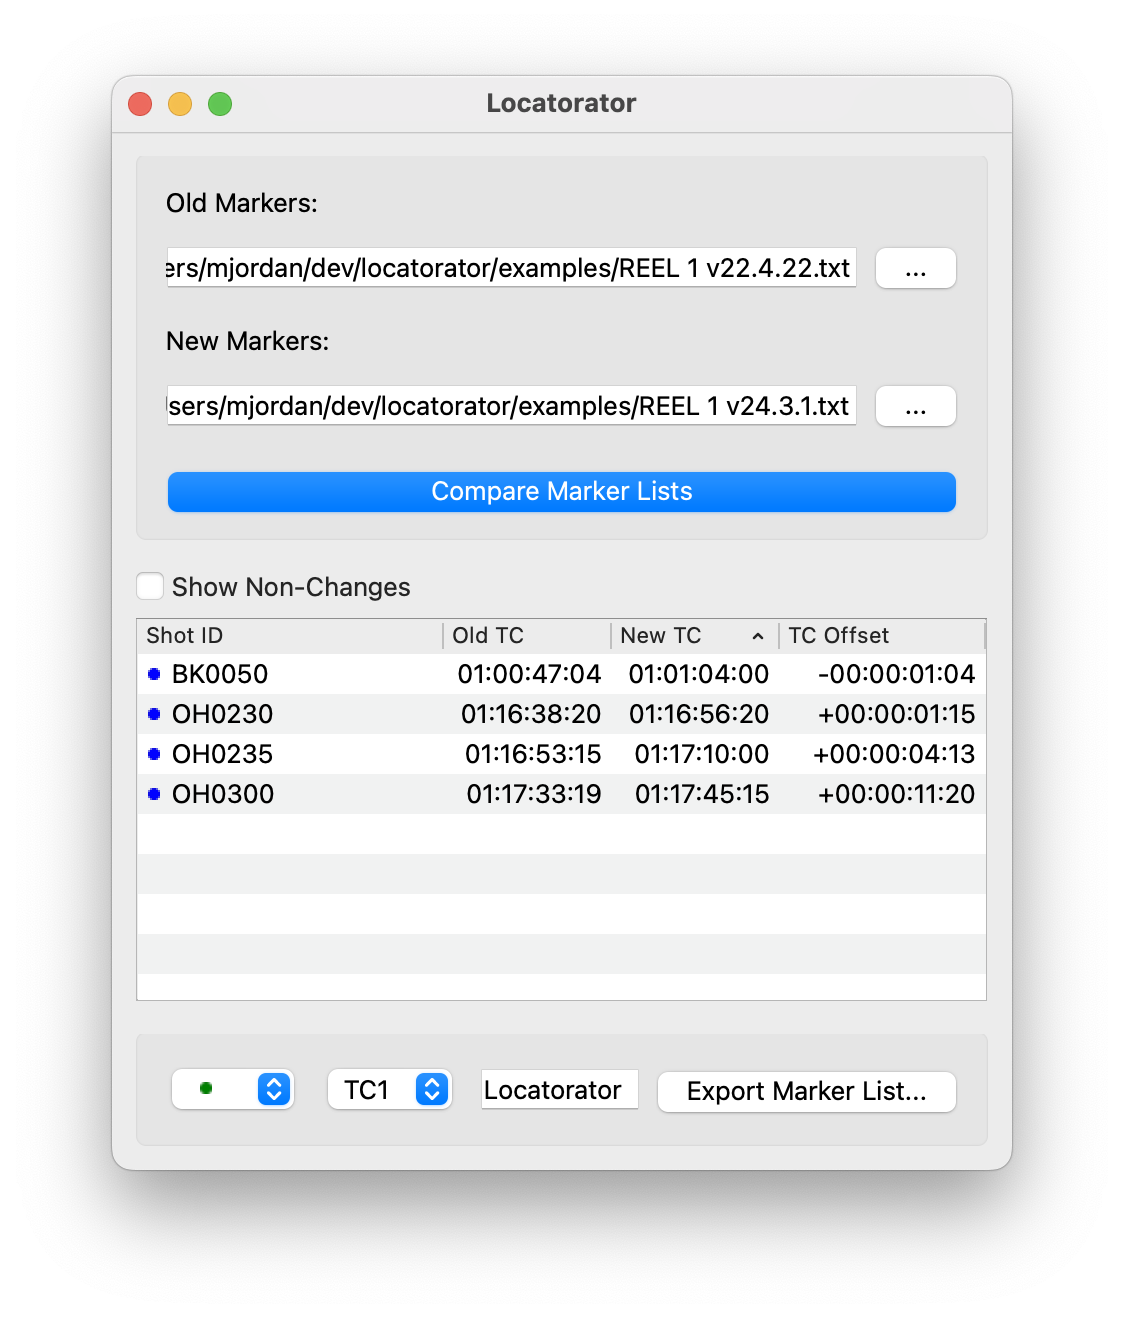 Locatorator
Old Markers:
ers/mjordan/dev/locatorator/examples/REEL 1 v22.4.22.txt ...
New Markers:
sers/mjordan/dev/locatorator/examples/REEL 1 v24.3.1.txt ...
Compare Marker Lists
Show Non-Changes
Shot ID Old TC New TC TC Offset
BK0050 01:00:47:04 01:01:04:00 -00:00:01:04
OH0230 01:16:38:20 01:16:56:20 +00:00:01:15
OH0235 01:16:53:15 01:17:10:00 +00:00:04:13
OH0300 01:17:33:19 01:17:45:15 +00:00:11:20
TC1 Locatorator Export Marker List...